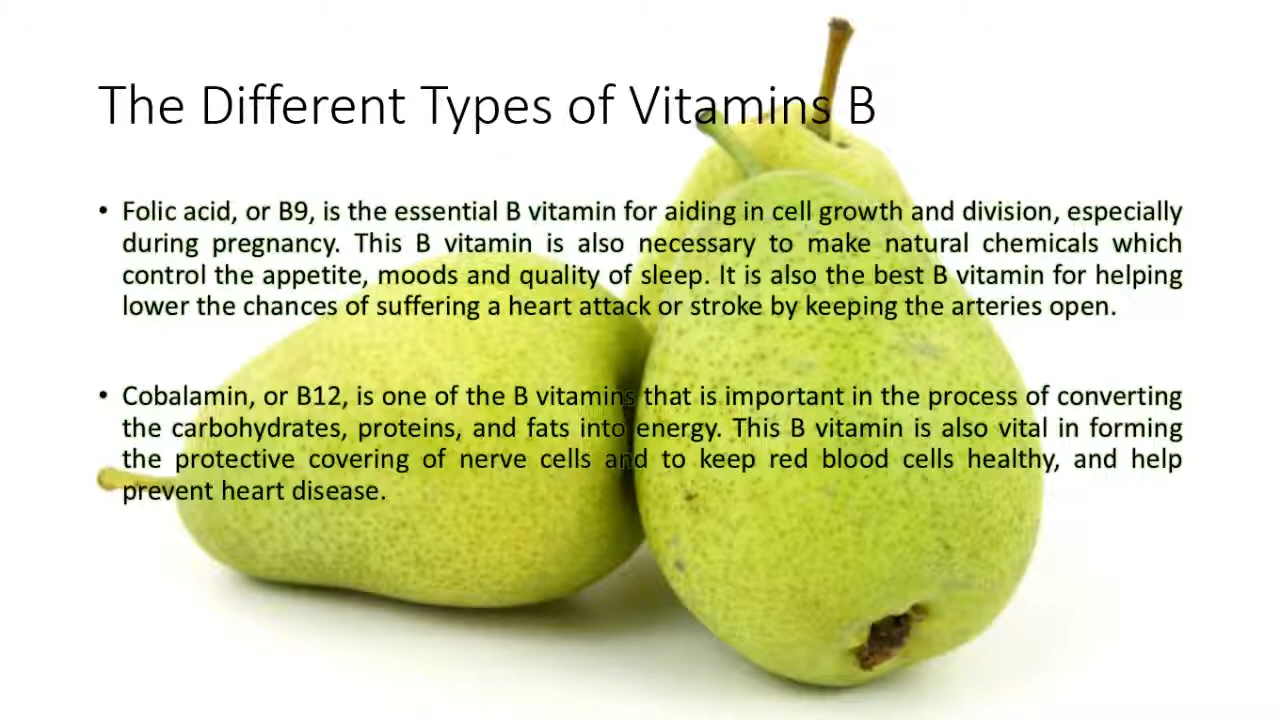 The Different Types of Vitamins B
• Folic acid, or B9, is the essential B vitamin for aiding in cell growth and division, especially
during pregnancy. This B vitamin is also necessary to make natural chemicals which
control the appetite, moods and quality of sleep. It is also the best B vitamin for helping
lower the chances of suffering a heart attack or stroke by keeping the arteries open.
• Cobalamin, or B12, is one of the B vitamins that is important in the process of converting
the carbohydrates, proteins, and fats into energy. This B vitamin is also vital in forming
the protective covering of nerve cells and to keep red blood cells healthy, and help
prevent heart disease.